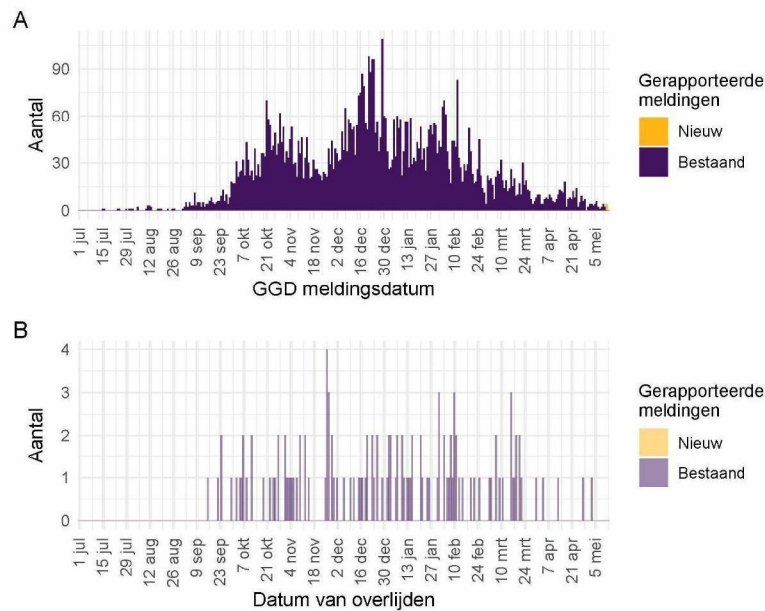 A
Aantal
90
60
30
0
1 jul
15 jul
29 jul
12 aug
26 aug
9 sep
23 sep
7 okt
21 okt
4 nov
18 nov
2 dec
16 dec
30 dec
13 jan
27 jan
10 feb
24 feb
10 mrt
24 mrt
7 apr
21 apr
5 mei
GGD meldingsdatum
Gerapporteerde
meldingen
Nieuw
Bestaand
B
Aantal
4
3
2
1
0
1 jul
15 jul
29 jul
12 aug
26 aug
9 sep
23 sep
7 okt
21 okt
4 nov
18 nov
2 dec
16 dec
30 dec
13 jan
27 jan
10 feb
24 feb
10 mrt
24 mrt
7 apr
21 apr
5 mei
Datum van overlijden
Gerapporteerde
meldingen
Nieuw
Bestaand